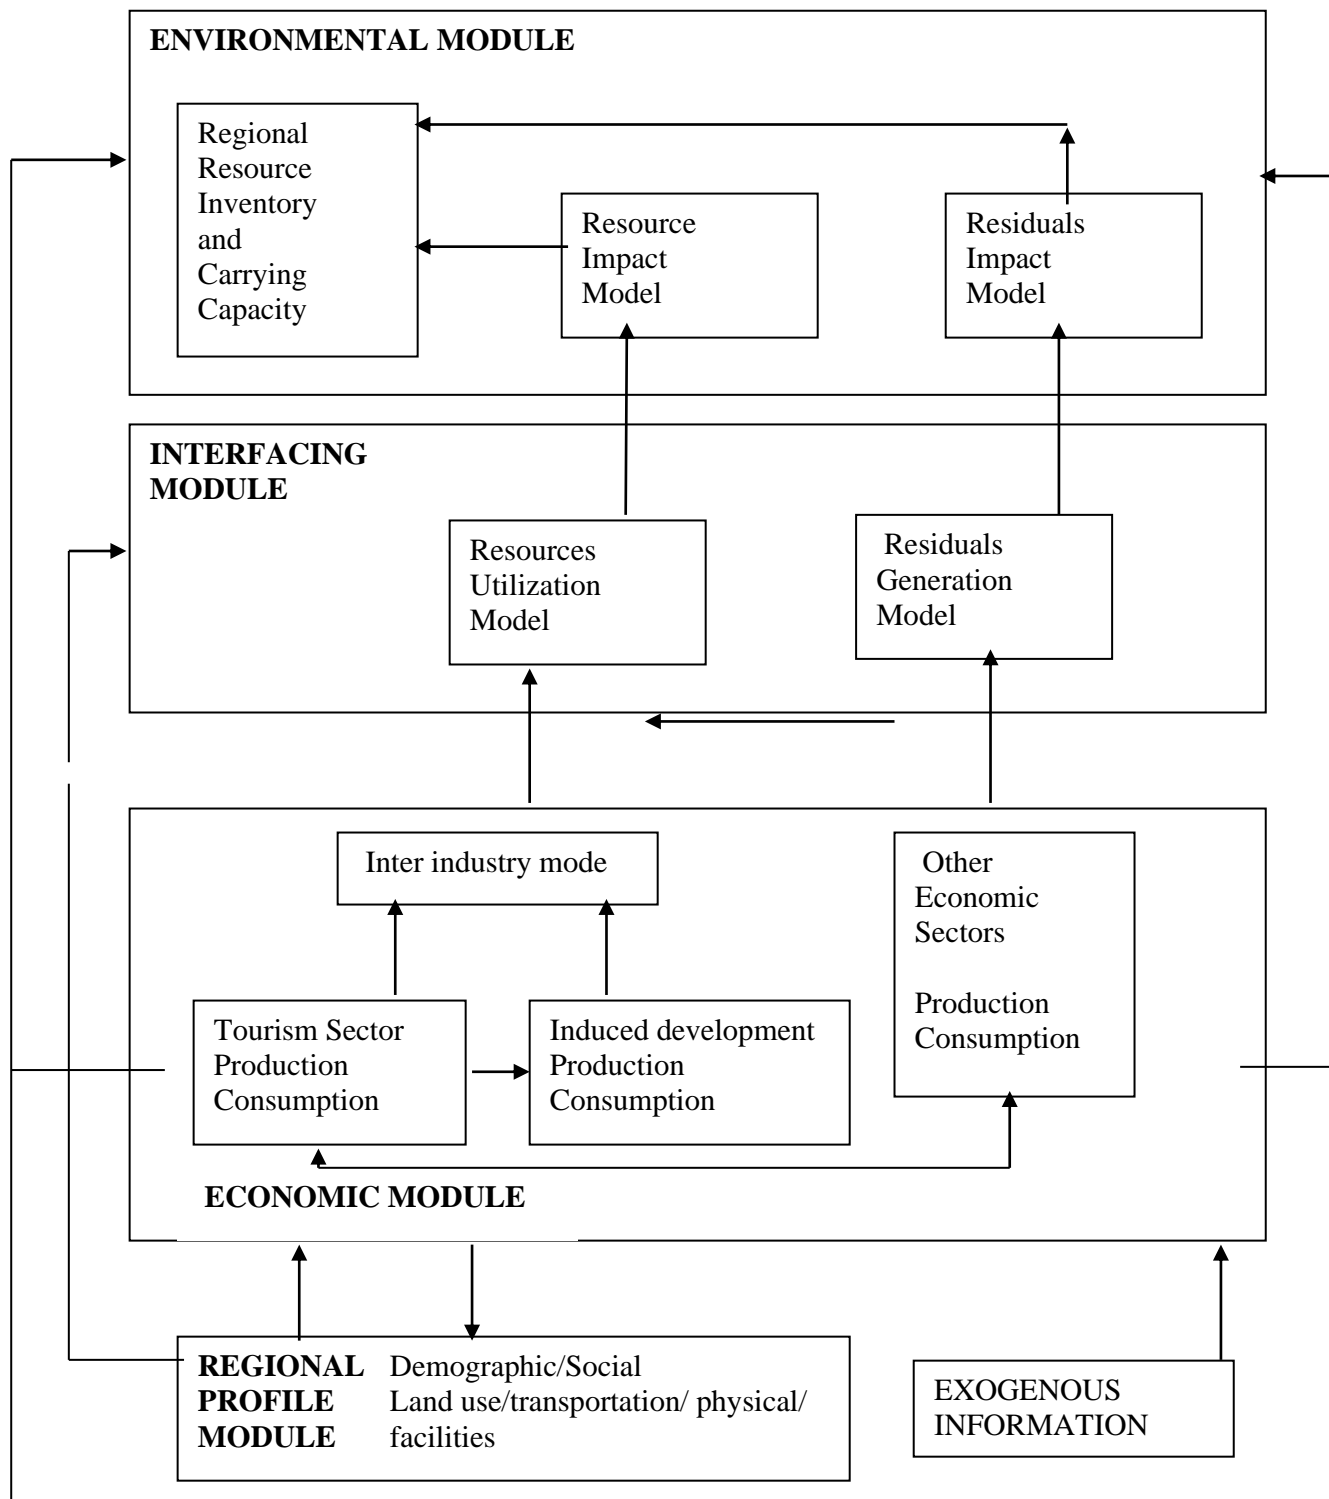 ENVIRONMENTAL MODULE
Regional
Resource
Inventory
and
Carrying
Capacity
Resource
Impact
Model
Residuals
Impact
Model
INTERFACING
MODULE
Resources
Utilization
Model
Residuals
Generation
Model
Inter industry mode
Other
Economic
Sectors
Production
Consumption
Tourism Sector
Production
Consumption
Induced development
Production
Consumption
ECONOMIC MODULE
REGIONAL
PROFILE
MODULE
Demographic/Social
Land use/transportation/ physical/
facilities
EXOGENOUS
INFORMATION